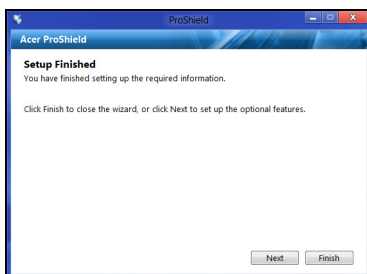 ProShield
Acer ProShield
Setup Finished
You have finished setting up the required information.
Click Finish to close the wizard, or click Next to set up the optional features.
Next Finish